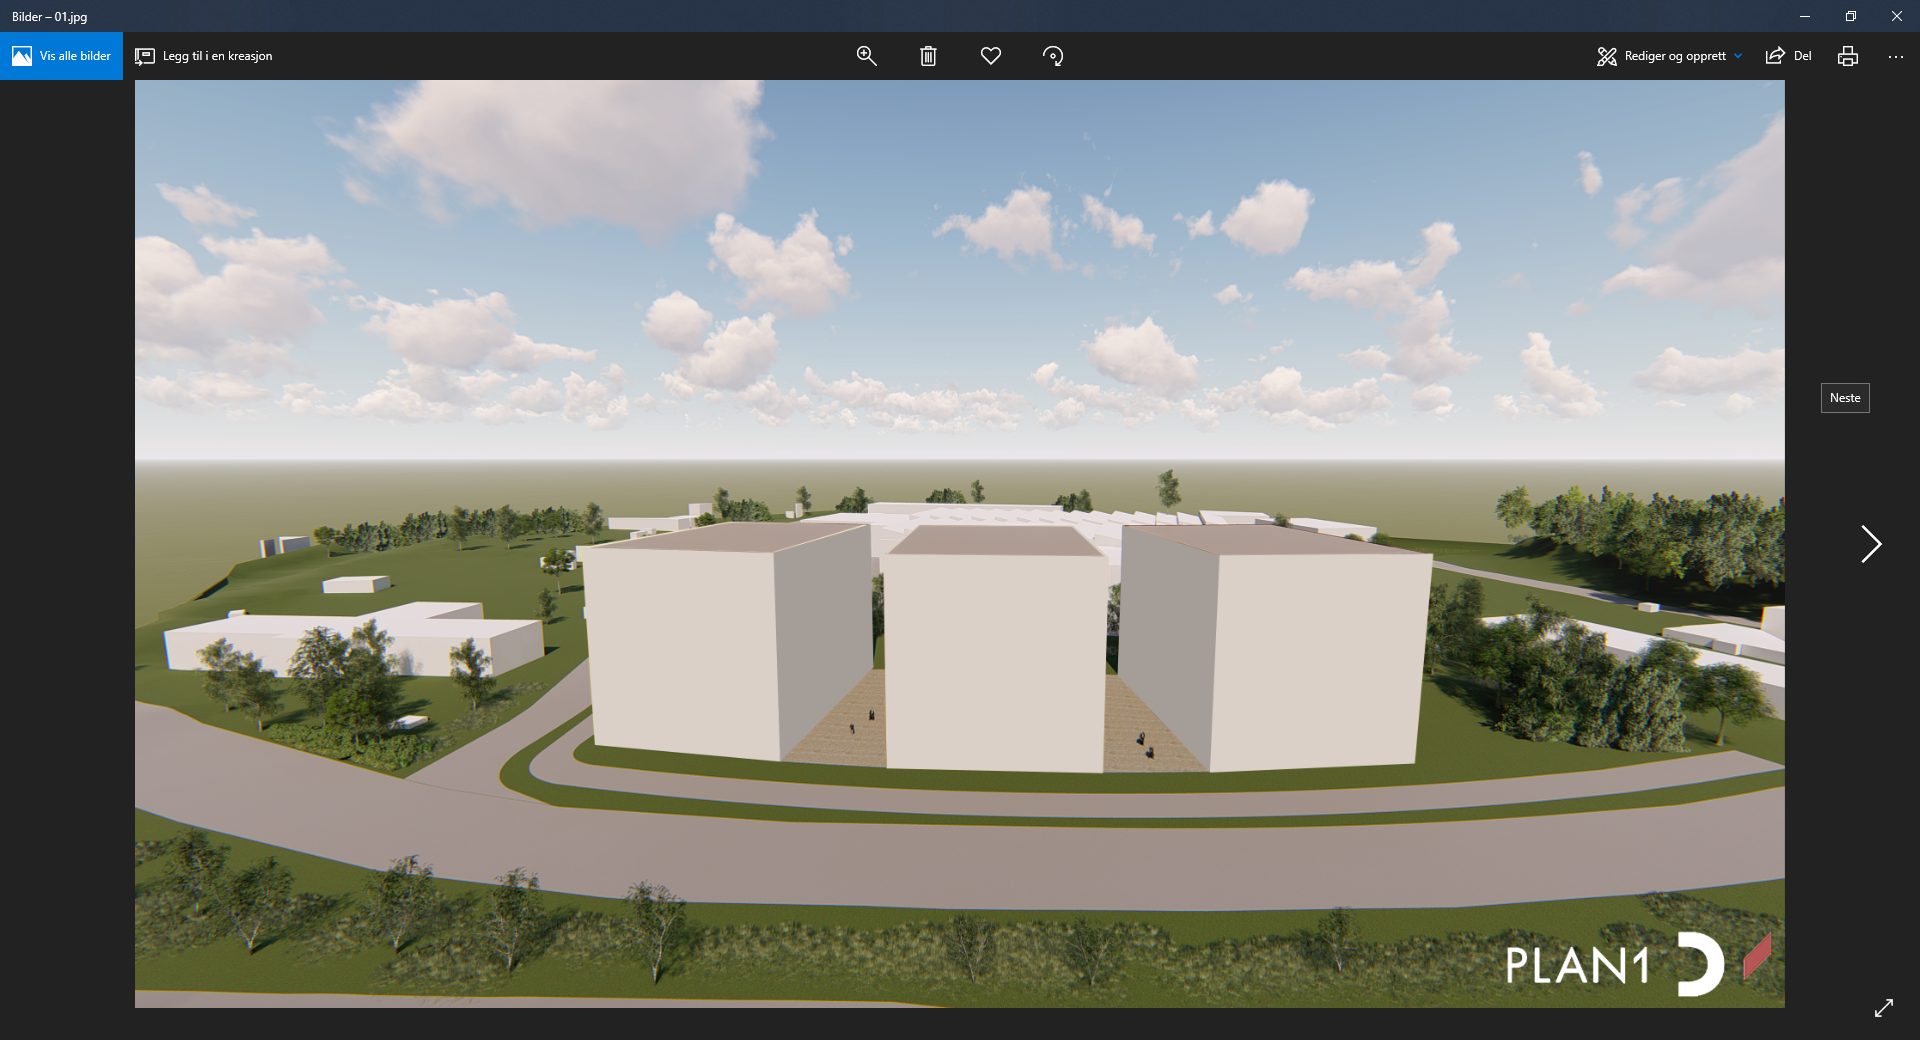 Bilder – 01.jpg
Vis alle bilder
Legg til i en kreasjon
Rediger og opprett
Del
Neste
PLAN1